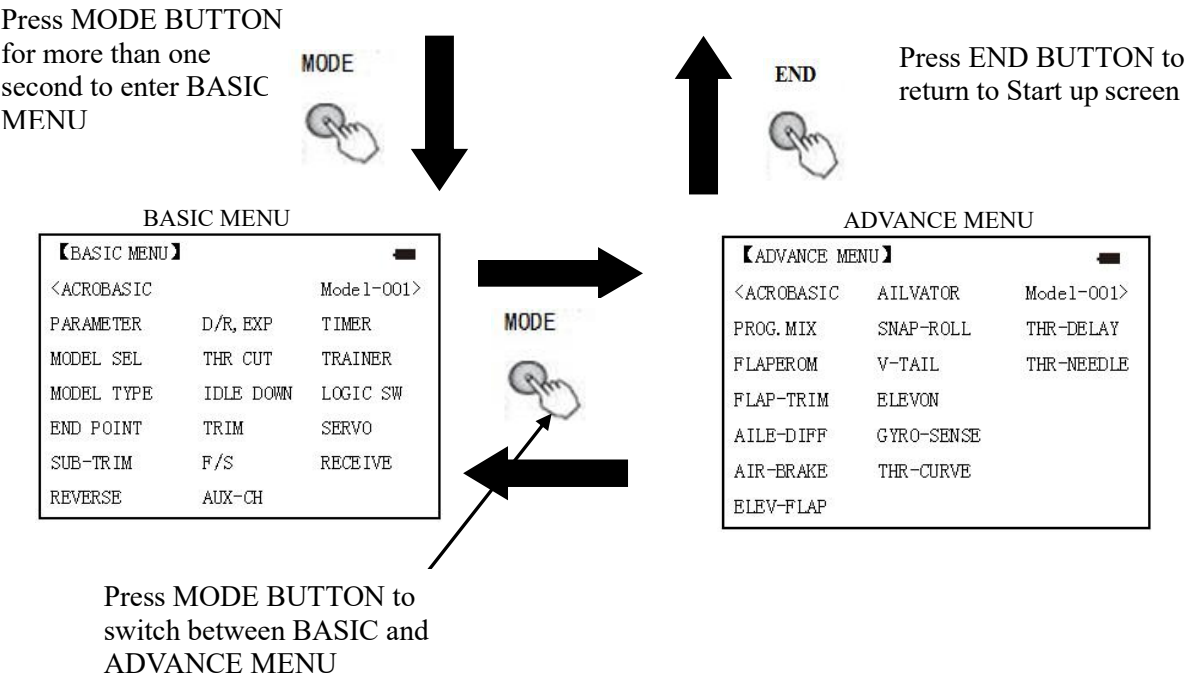 Press MODE BUTTON
for more than one
second to enter BASIC
MENU
MODE
END
Press END BUTTON to
return to Start up screen
BASIC MENU
【BASIC MENU】
<ACROBASIC Model-001>
PARAMETER D/R,EXP TIMER
MODEL SEL THR CUT TRAINER
MODEL TYPE IDLE DOWN LOGIC SW
END POINT TRIM SERVO
SUB-TRIM F/S RECEIVE
REVERSE AUX-CH
MODE
ADVANCE MENU
【ADVANCE MENU】
<ACROBASIC AILVATOR Model-001>
PROG.MIX SNAP-ROLL THR-DELAY
FLAPEROM V-TAIL THR-NEEDLE
FLAP-TRIM ELEVON
AILE-DIFF GYRO-SENSE
AIR-BRAKE THR-CURVE
ELEV-FLAP
Press MODE BUTTON to
switch between BASIC and
ADVANCE MENU